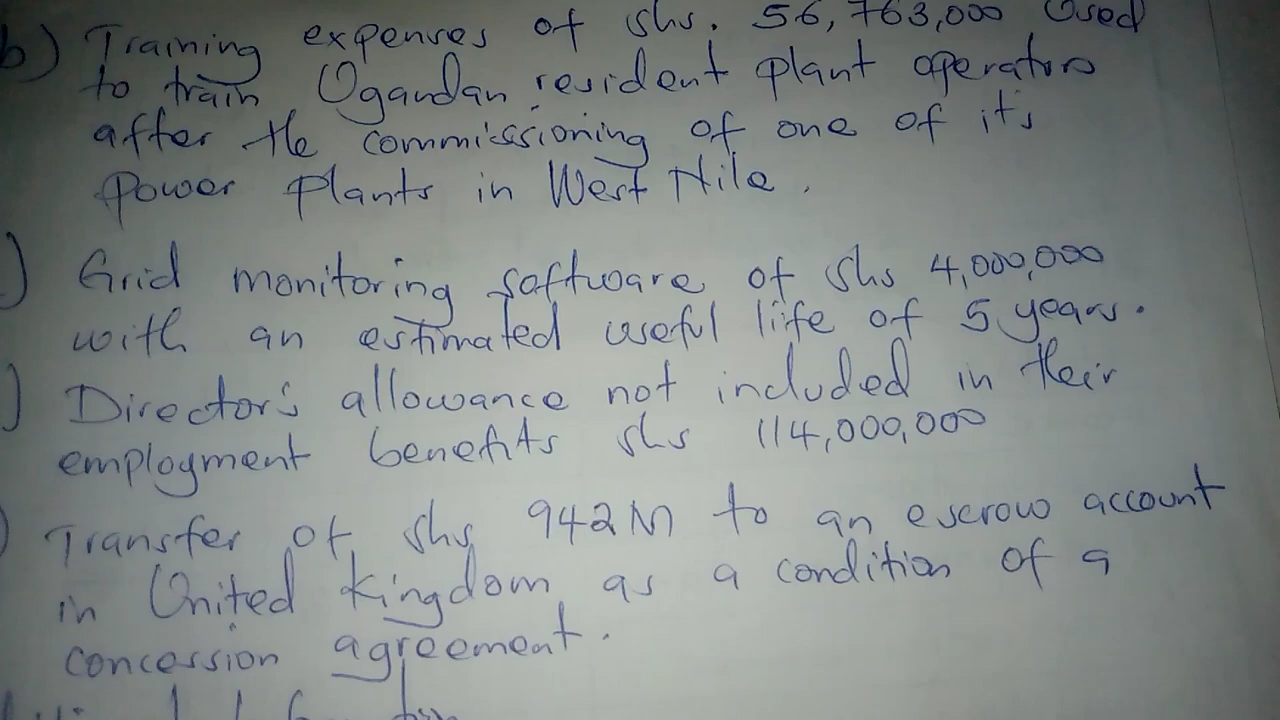 b) Training expenses of shs. 56,763,000 Used
to train Ugandan resident plant operators
after the commissioning of one of it's
Power Plants in West Nile.
) Grid monitoring software of shs 4,000,000
with an estimated useful life of 5 years.
) Director's allowance not included in their
employment benefits shs 114,000,000
) Transfer of shs 942M to an escrow account
in United Kingdom as a condition of a
concession agreement.